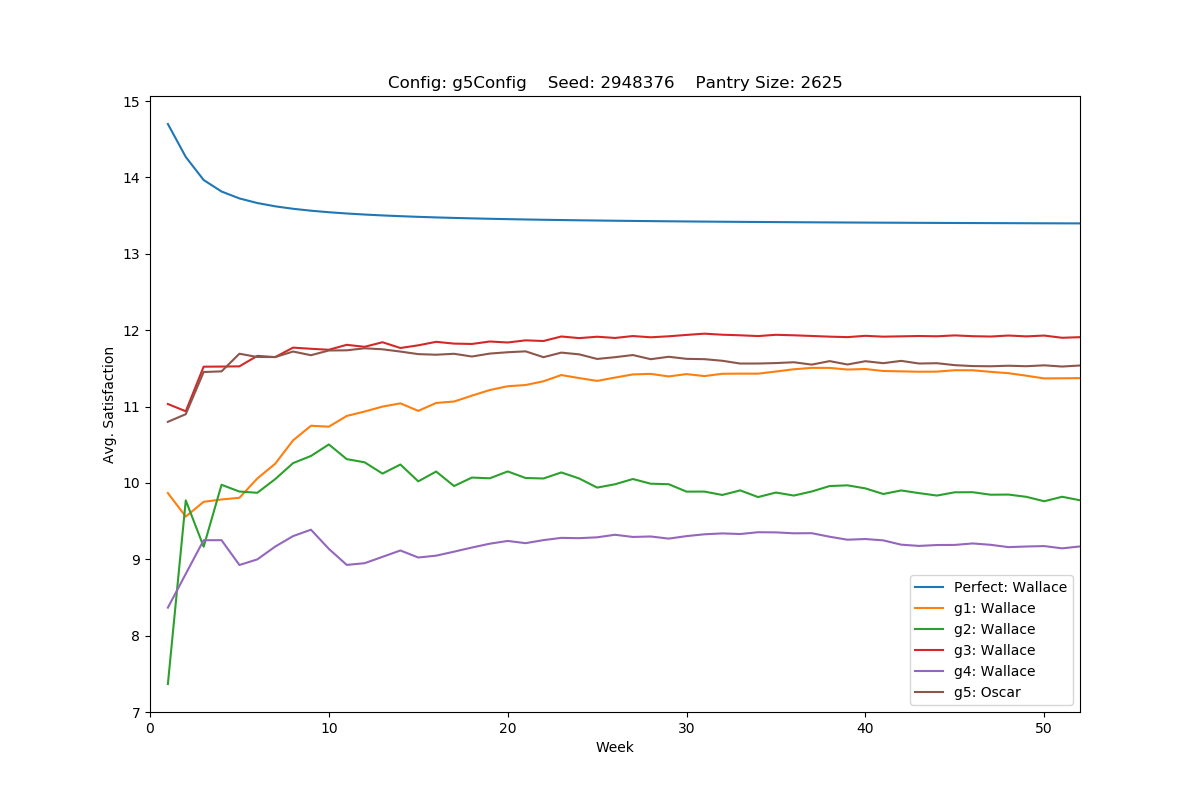 Config: g5Config    Seed: 2948376    Pantry Size: 2625
15
14
13
12
11
10
9
8
7
Avg. Satisfaction
0 10 20 30 40 50
Week
Perfect: Wallace
g1: Wallace
g2: Wallace
g3: Wallace
g4: Wallace
g5: Oscar